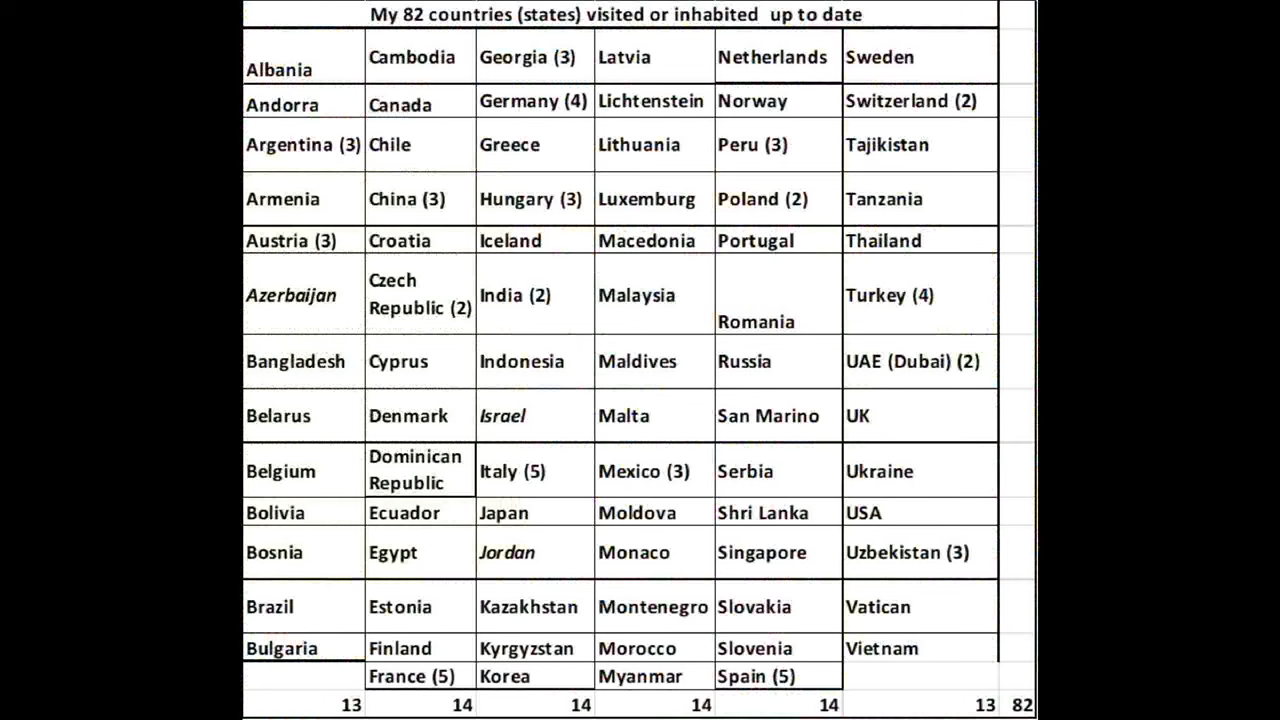 My 82 countries (states) visited or inhabited up to date
Albania Cambodia Georgia (3) Latvia Netherlands Sweden
Andorra Canada Germany (4) Lichtenstein Norway Switzerland (2)
Argentina (3) Chile Greece Lithuania Peru (3) Tajikistan
Armenia China (3) Hungary (3) Luxemburg Poland (2) Tanzania
Austria (3) Croatia Iceland Macedonia Portugal Thailand
Azerbaijan Czech Republic (2) India (2) Malaysia Romania Turkey (4)
Bangladesh Cyprus Indonesia Maldives Russia UAE (Dubai) (2)
Belarus Denmark Israel Malta San Marino UK
Belgium Dominican Republic Italy (5) Mexico (3) Serbia Ukraine
Bolivia Ecuador Japan Moldova Shri Lanka USA
Bosnia Egypt Jordan Monaco Singapore Uzbekistan (3)
Brazil Estonia Kazakhstan Montenegro Slovakia Vatican
Bulgaria Finland Kyrgyzstan Morocco Slovenia Vietnam
France (5) Korea Myanmar Spain (5)
13 14 14 14 14 13 82